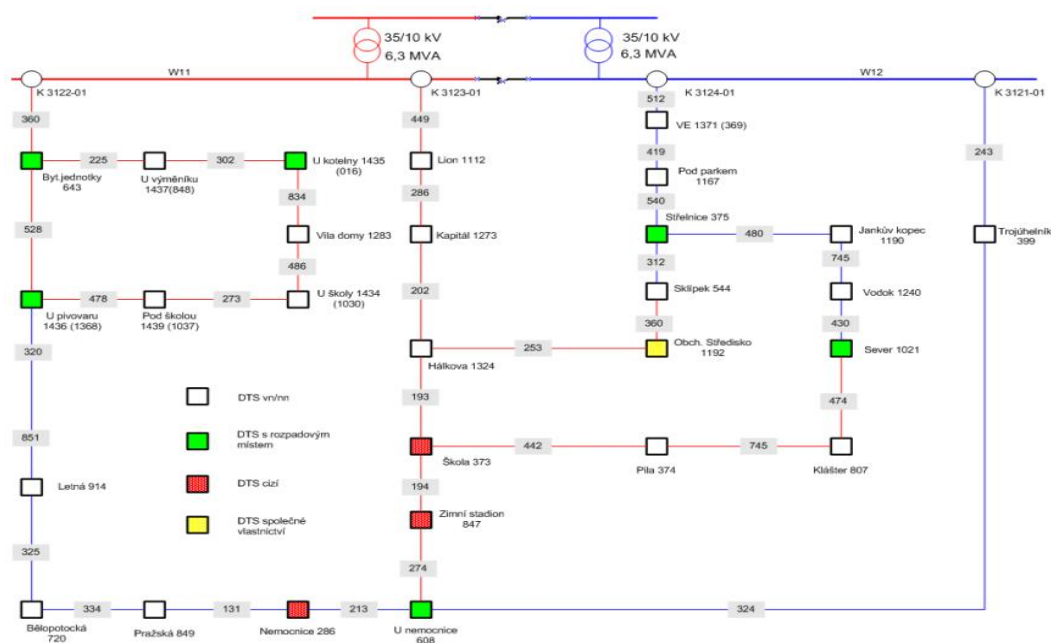 35/10 kV
6,3 MVA
35/10 kV
6,3 MVA
W11
W12
K 3122-01
K 3123-01
K 3124-01
K 3121-01
360
449
512
243
VE 1371 (369)
225
302
419
Byt.jednotky
643
U výměníku
1437(848)
U kotelny 1435
(016)
Lion 1112
Pod parkem
1167
834
286
540
Střelnice 375
528
Vila domy 1283
Kapitál 1273
480
Jankův kopec
1190
Trojúhelník
399
486
312
745
478
273
U školy 1434
(1030)
202
Sklípek 544
Vodok 1240
U pivovaru
1436 (1368)
Pod školou
1439 (1037)
360
430
320
253
Hálkova 1324
Obch. Středisko
1192
Sever 1021
DTS vn/nn
193
474
851
DTS s rozpadovým
místem
442
745
Škola 373
Pila 374
Klášter 807
Letná 914
DTS cizí
194
Zimní stadion
847
DTS společné
vlastnictví
325
274
334
131
213
324
Bělopotocká
720
Pražská 849
Nemocnice 286
U nemocnice
608